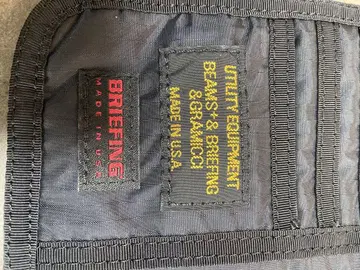 UTILITY EQUIPMENT
BEAMS+ & BRIEFING
& GRAMICCI
MADE IN U.S.A
BRIEFING
MADE IN USA